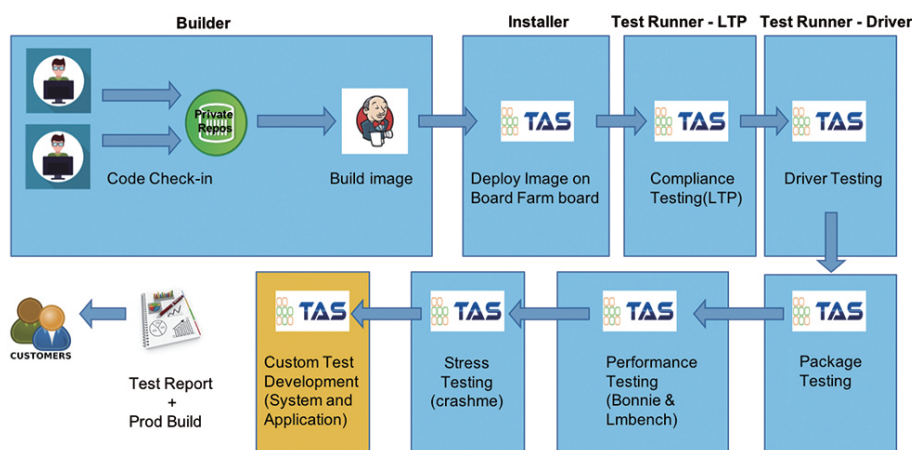 Builder
Installer
Test Runner - LTP
Test Runner - Driver
Private
Repos
Code Check-in
Build image
TAS
Deploy Image on
Board Farm board
TAS
Compliance
Testing(LTP)
TAS
Driver Testing
CUSTOMERS
Test Report
+
Prod Build
TAS
Custom Test
Development
(System and
Application)
TAS
Stress
Testing
(crashme)
TAS
Performance
Testing
(Bonnie &
Lmbench)
TAS
Package
Testing